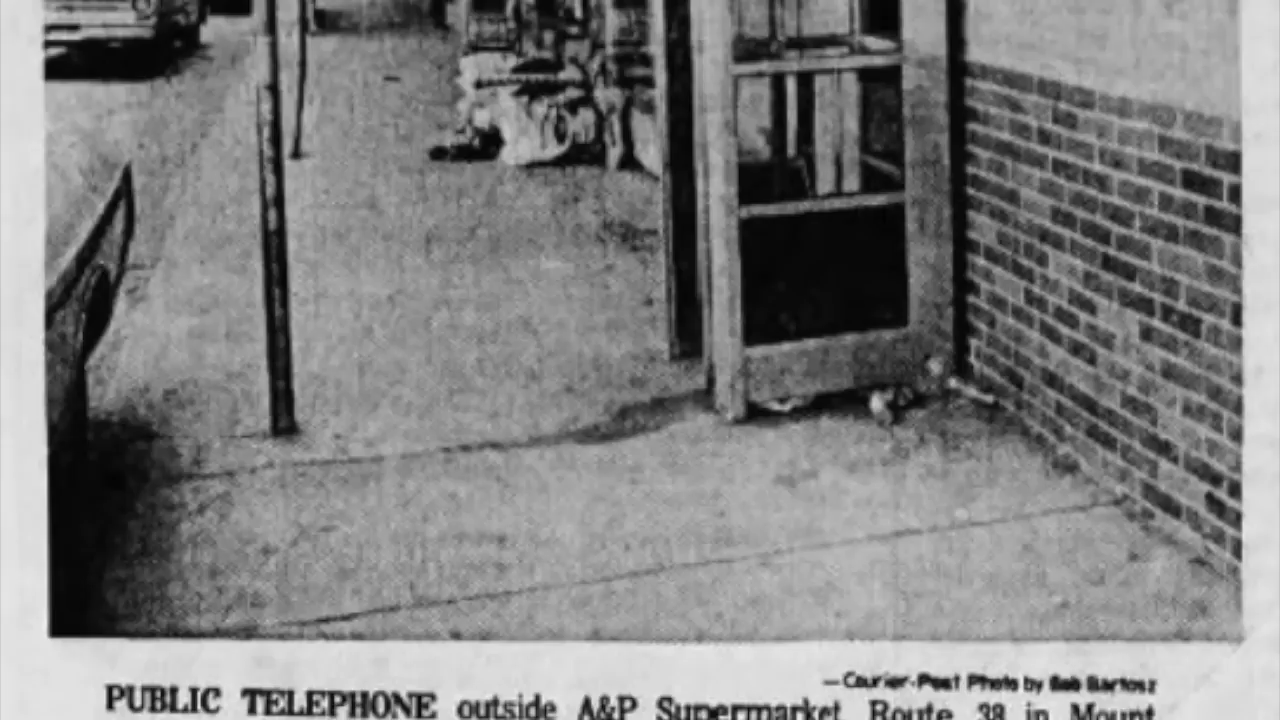 —Courier-Post Photo by Bob Bartosz
PUBLIC TELEPHONE outside A&P Supermarket, Route 38 in Mount